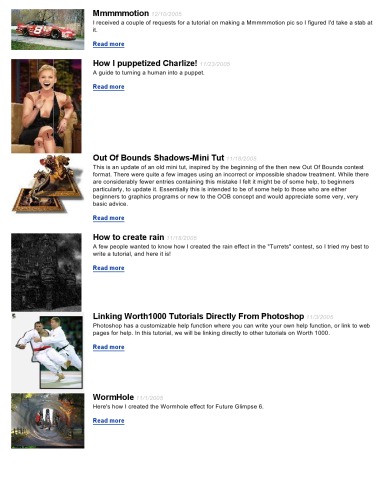 Mmmmmotion 12/10/2005
I received a couple of requests for a tutorial on making a Mmmmmotion pic so I figured I'd take a stab at
it.
Read more
How I puppetized Charlize! 11/23/2005
A guide to turning a human into a puppet.
Read more
Out Of Bounds Shadows-Mini Tut 11/18/2005
This is an update of an old mini tut, inspired by the beginning of the then new Out Of Bounds contest
format. There were quite a few images using an incorrect or impossible shadow treatment. While there
are considerably fewer entries containing this mistake I felt it might be of some help, to beginners
particularly, to update it. Essentially this is intended to be of some help to those who are either
beginners to graphics programs or new to the OOB concept and would appreciate some very, very
basic advice.
Read more
How to create rain 11/18/2005
A few people wanted to know how I created the rain effect in the "Turrets" contest, so I tried my best to
write a tutorial, and here it is!
Read more
Linking Worth1000 Tutorials Directly From Photoshop 11/3/2005
Photoshop has a customizable help function where you can write your own help function, or link to web
pages for help. In this tutorial, we will be linking directly to other tutorials on Worth 1000.
Read more
WormHole 11/1/2005
Here's how I created the Wormhole effect for Future Glimpse 6.
Read more